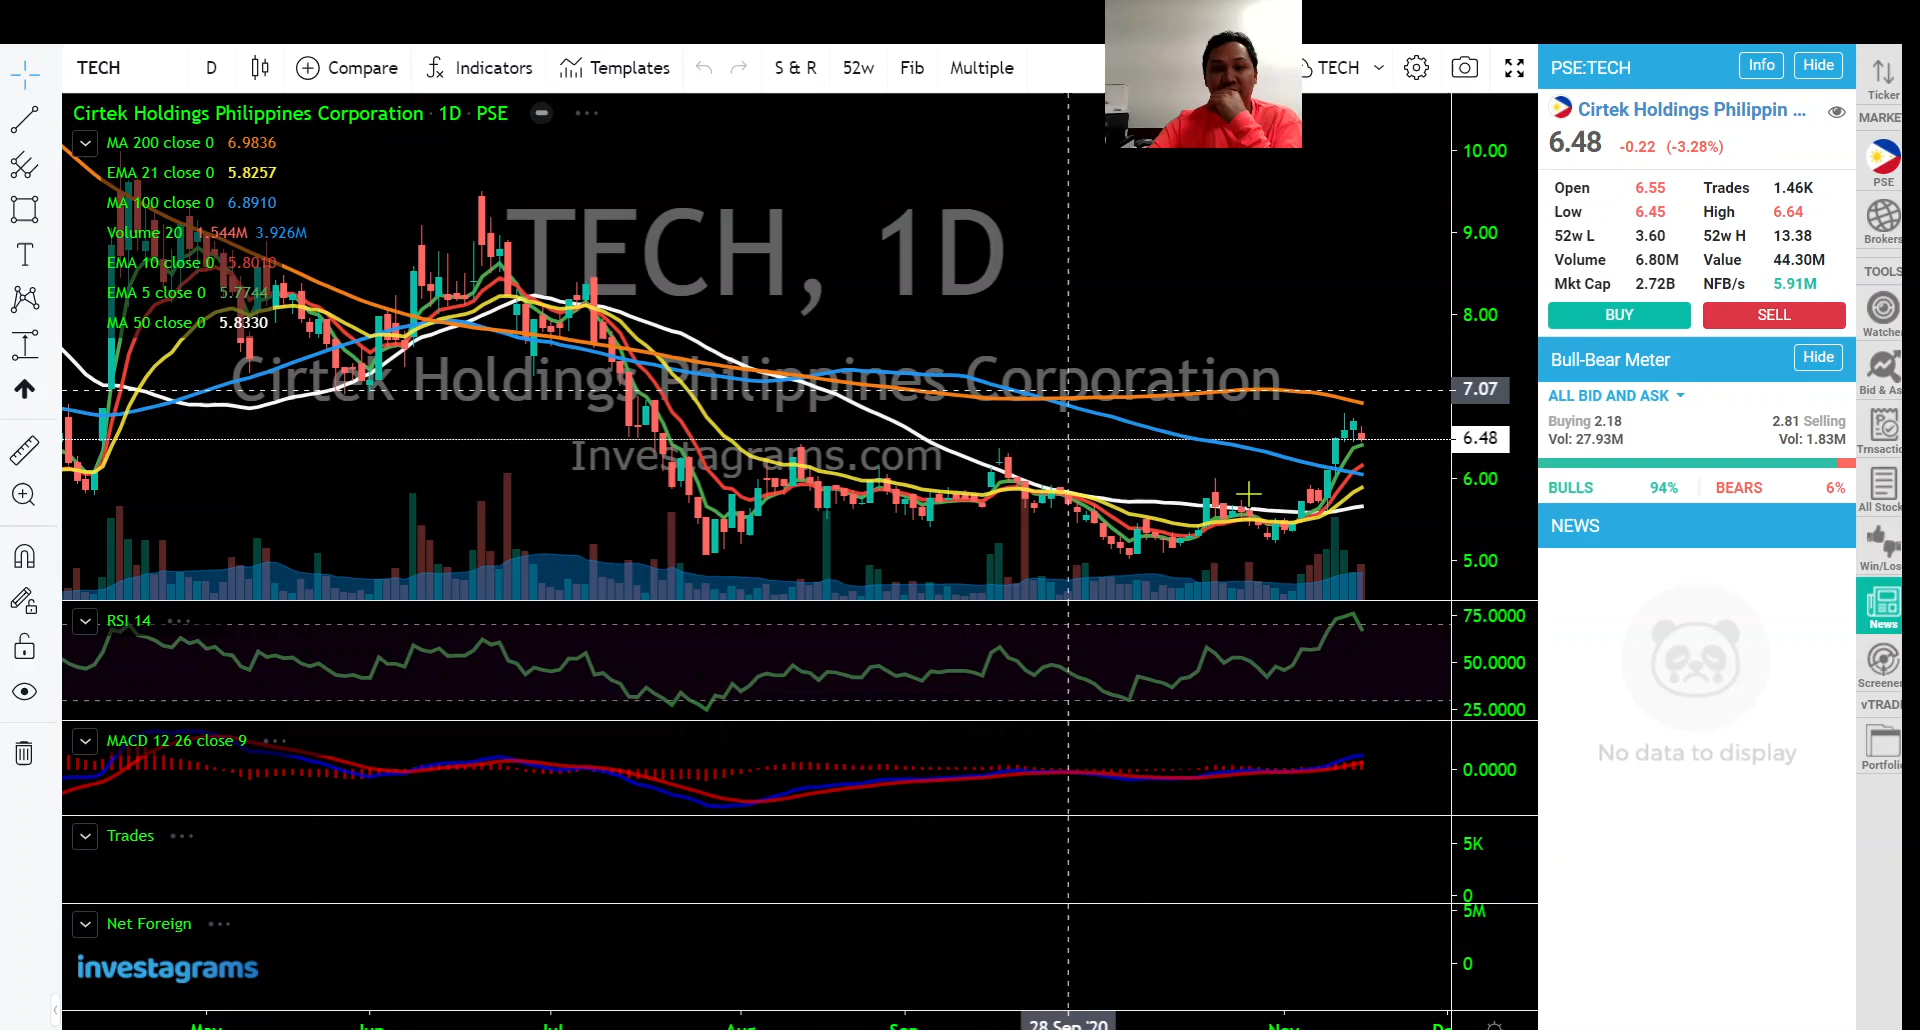 TECH
D
Compare
Indicators
Templates
S & R
52w
Fib
Multiple
TECH
Cirtek Holdings Philippines Corporation · 1D · PSE
MA 200 close 0 6.9836
EMA 21 close 0 5.8257
MA 100 close 0 6.8910
Volume 20 1.544M 3.926M
EMA 10 close 0 5.8010
EMA 5 close 0 5.7744
MA 50 close 0 5.8330
TECH, 1D
Cirtek Holdings Philippines Corporation
Investagrams.com
10.00
9.00
8.00
7.07
6.48
6.00
5.00
RSI 14
75.0000
50.0000
25.0000
MACD 12 26 close 9
0.0000
Trades
5K
0
Net Foreign
5M
0
investagrams
May
Jun
Jul
Aug
Sep
28 Sep '20
Nov
PSE:TECH
Info
Hide
Cirtek Holdings Philippin ...
6.48 -0.22 (-3.28%)
Open 6.55 Trades 1.46K
Low 6.45 High 6.64
52w L 3.60 52w H 13.38
Volume 6.80M Value 44.30M
Mkt Cap 2.72B NFB/s 5.91M
BUY
SELL
Bull-Bear Meter
Hide
ALL BID AND ASK
Buying 2.18 2.81 Selling
Vol: 27.93M Vol: 1.83M
BULLS 94% BEARS 6%
NEWS
No data to display
Ticker
MARKE
PSE
Brokers
TOOLS
Watche
Bid & As
Trnsactio
All Stock
Win/Los
News
Screener
vTRADE
Portfolio